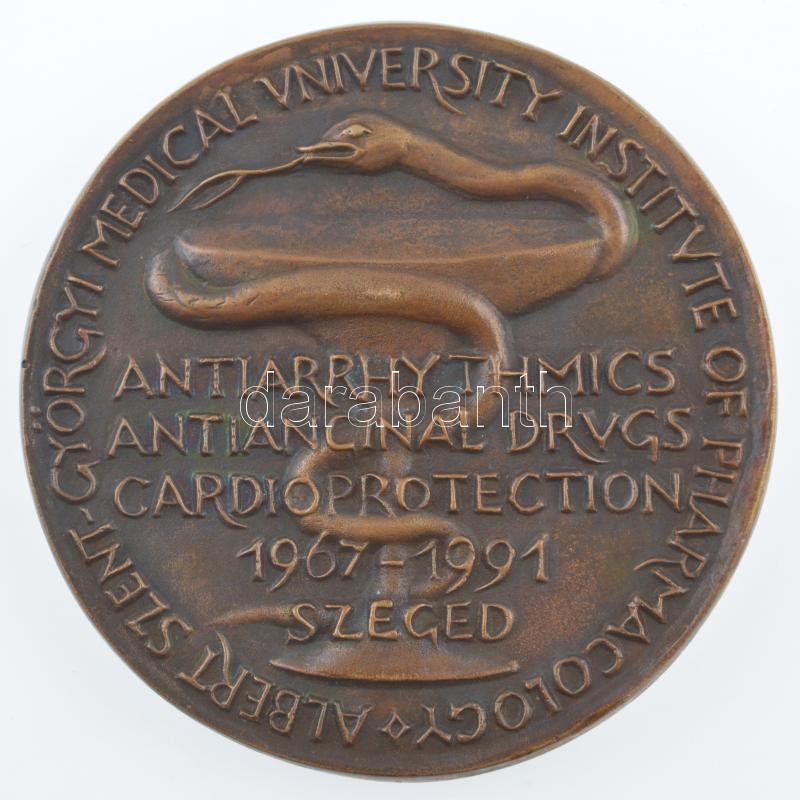 ALBERT SZENT-GYÖRGYI MEDICAL VNIVERSITY INSTITVTE OF PHARMACOLOGY
ANTIARRHYTHMICS
ANTIANGINAL DRVGS
CARDIOPROTECTION
1967-1991
SZEGED
darabanth